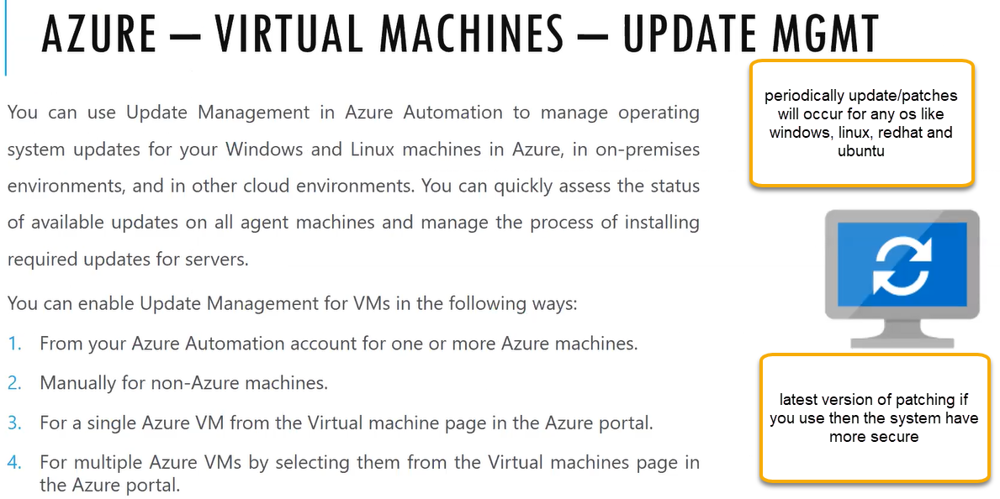 AZURE — VIRTUAL MACHINES — UPDATE MGMT
periodically update/patches
will occur for any os like
windows, linux, redhat and
ubuntu
You can use Update Management in Azure Automation to manage operating
system updates for your Windows and Linux machines in Azure, in on-premises
environments, and in other cloud environments. You can quickly assess the status
of available updates on all agent machines and manage the process of installing
required updates for servers.
You can enable Update Management for VMs in the following ways:
1. From your Azure Automation account for one or more Azure machines.
2. Manually for non-Azure machines.
3. For a single Azure VM from the Virtual machine page in the Azure portal.
4. For multiple Azure VMs by selecting them from the Virtual machines page in
the Azure portal.
latest version of patching if
you use then the system have
more secure